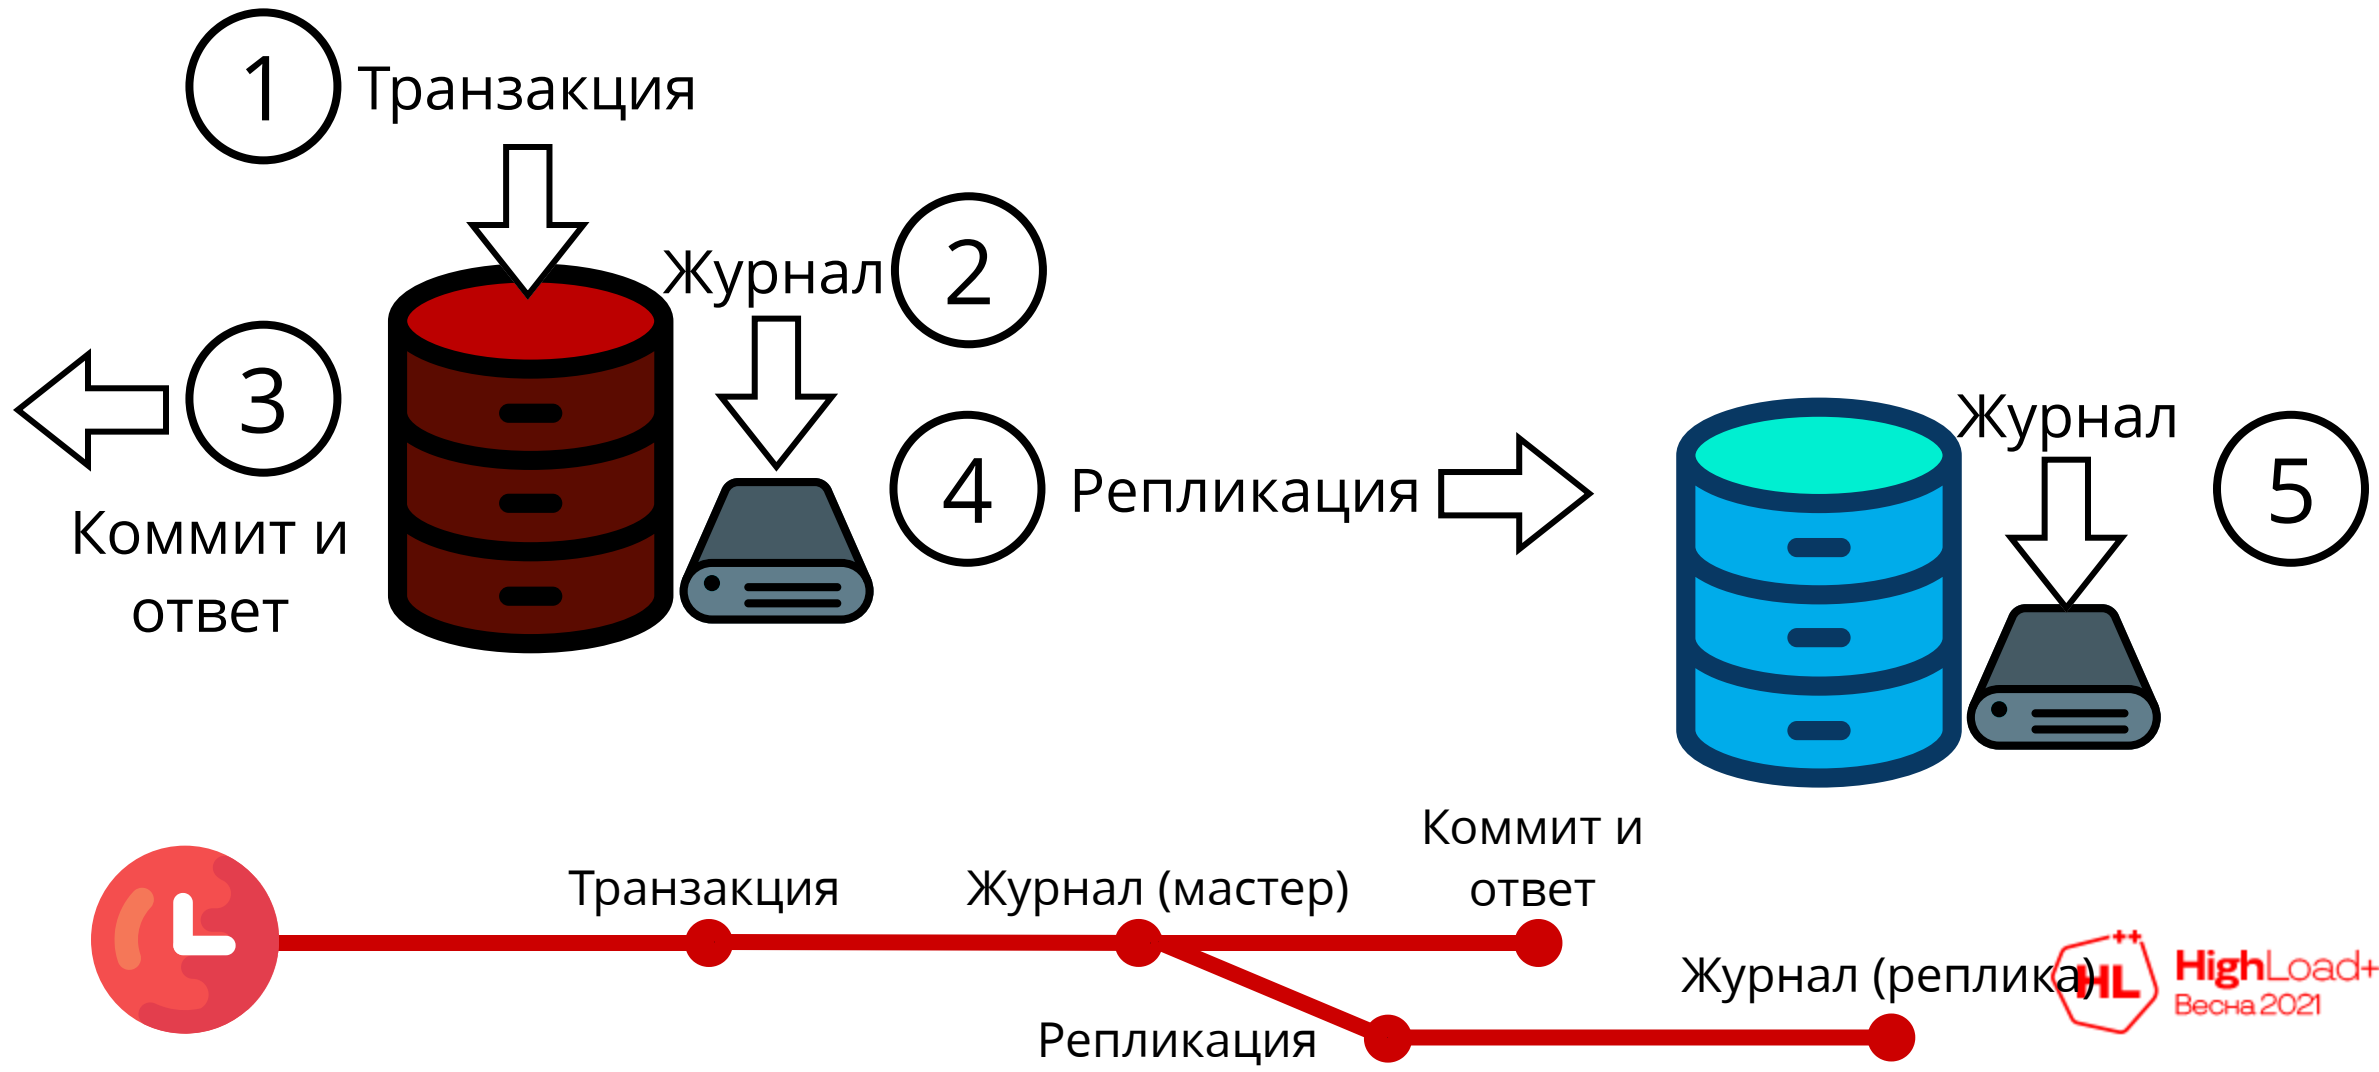 1
Транзакция
Журнал
2
3
Коммит и
ответ
4
Репликация
Журнал
5
Транзакция
Журнал (мастер)
Коммит и
ответ
Репликация
Журнал (реплика)
HL++
HighLoad+
Весна 2021